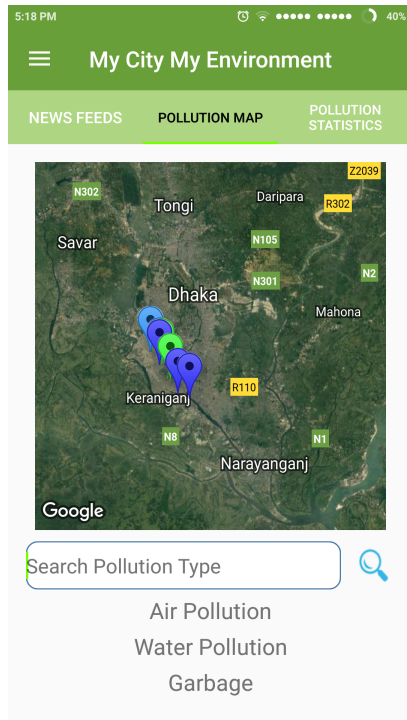 5:18 PM 40%
My City My Environment
NEWS FEEDS
POLLUTION MAP
POLLUTION
STATISTICS
Z2039
N302
Tongi
Daripara
R302
Savar
N105
N2
N301
Dhaka
Mahona
R110
Keraniganj
N8
N1
Narayanganj
Google
Search Pollution Type
Air Pollution
Water Pollution
Garbage